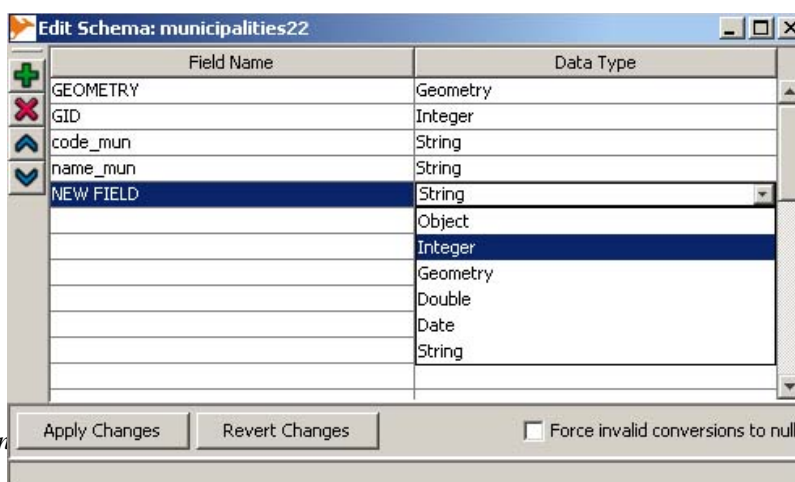 Edit Schema: municipalities22
Field Name Data Type
GEOMETRY Geometry
GID Integer
code_mun String
name_mun String
NEW FIELD String
Object
Integer
Geometry
Double
Date
String
Apply Changes Revert Changes Force invalid conversions to null